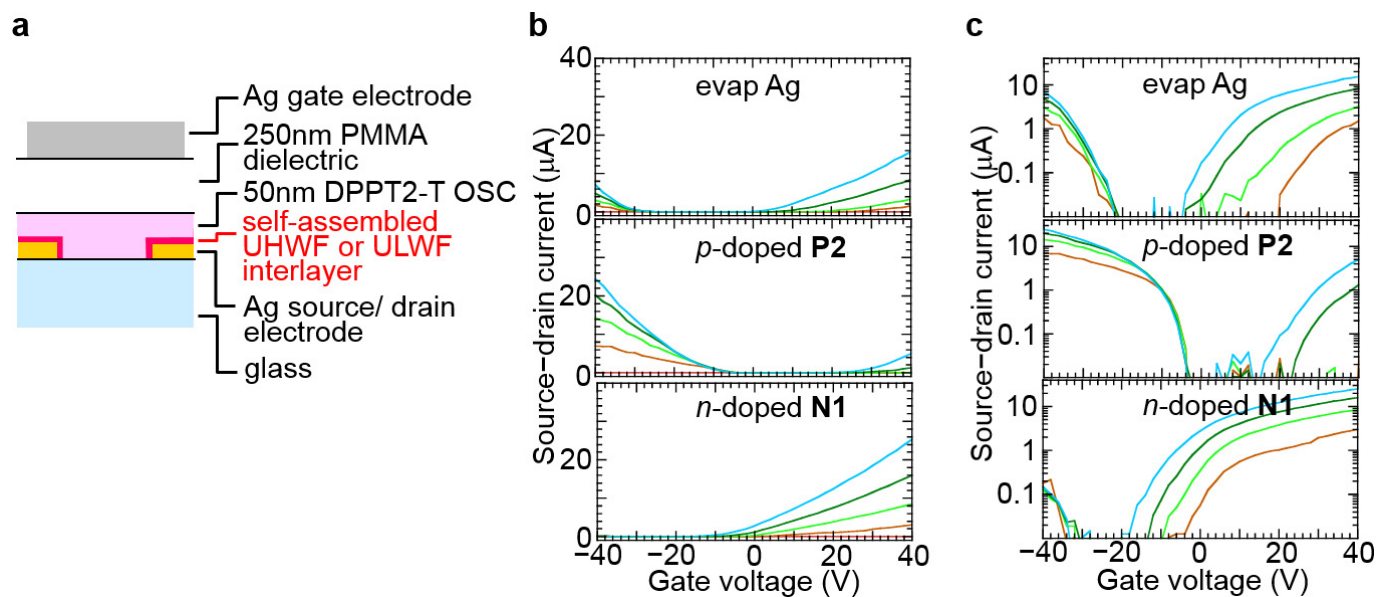 a
Ag gate electrode
250nm PMMA
dielectric
50nm DPPT2-T OSC
self-assembled
UHWF or ULWF
interlayer
Ag source/ drain
electrode
glass
b
Source−drain current (μA)
40
20
0
evap Ag
20
0
p-doped P2
20
0
n-doped N1
−40 −20 0 20 40
Gate voltage (V)
c
Source−drain current (μA)
10
1
0.1
evap Ag
10
1
0.1
p-doped P2
10
1
0.1
n-doped N1
−40 −20 0 20 40
Gate voltage (V)